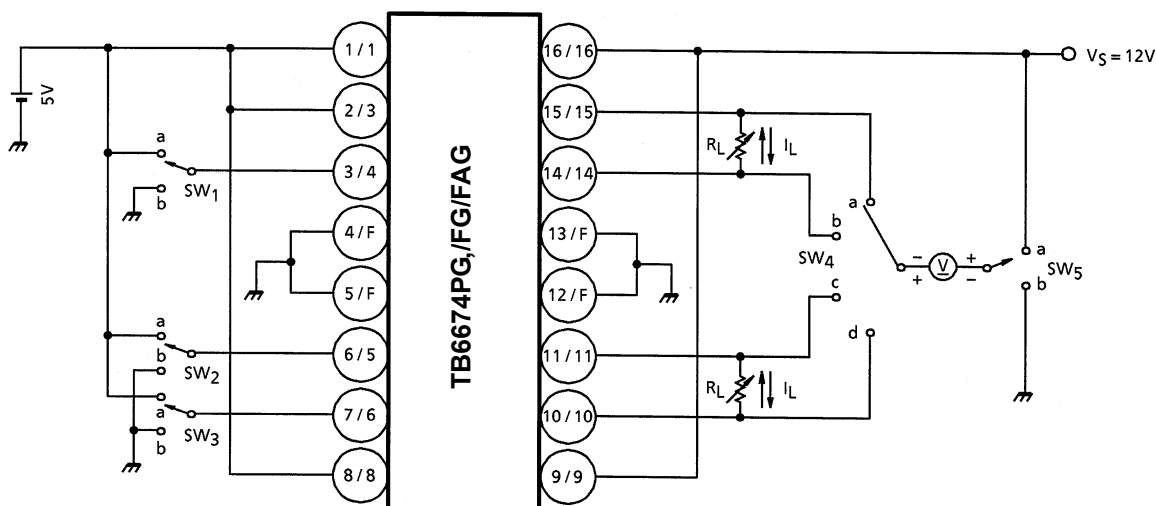 5V
a
b
SW1
a
b
SW2
a
b
SW3
1 / 1
2 / 3
3 / 4
4 / F
5 / F
6 / 5
7 / 6
8 / 8
TB6674PG,/FG/FAG
16 / 16
15 / 15
14 / 14
13 / F
12 / F
11 / 11
10 / 10
9 / 9
VS = 12V
RL
IL
a
b
SW4
c
d
RL
IL
− +
V
+ −
a
b
SW5